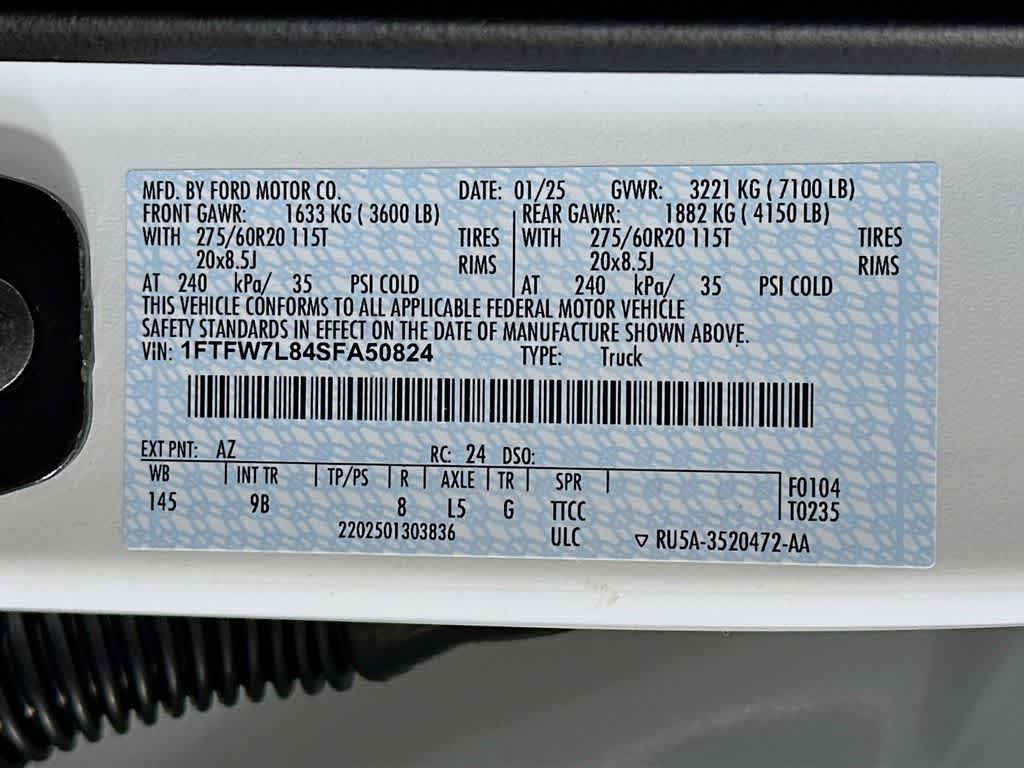 MFD. BY FORD MOTOR CO. DATE: 01/25 GVWR: 3221 KG ( 7100 LB)
FRONT GAWR: 1633 KG ( 3600 LB) REAR GAWR: 1882 KG ( 4150 LB)
WITH 275/60R20 115T TIRES WITH 275/60R20 115T TIRES
20x8.5J RIMS 20x8.5J RIMS
AT 240 kPa/ 35 PSI COLD AT 240 kPa/ 35 PSI COLD
THIS VEHICLE CONFORMS TO ALL APPLICABLE FEDERAL MOTOR VEHICLE
SAFETY STANDARDS IN EFFECT ON THE DATE OF MANUFACTURE SHOWN ABOVE.
VIN: 1FTFW7L84SFA50824 TYPE: Truck
EXT PNT: AZ RC: 24 DSO:
WB INT TR TP/PS R AXLE TR SPR F0104
145 9B 8 L5 G TTCC T0235
2202501303836 ULC ▽ RU5A-3520472-AA